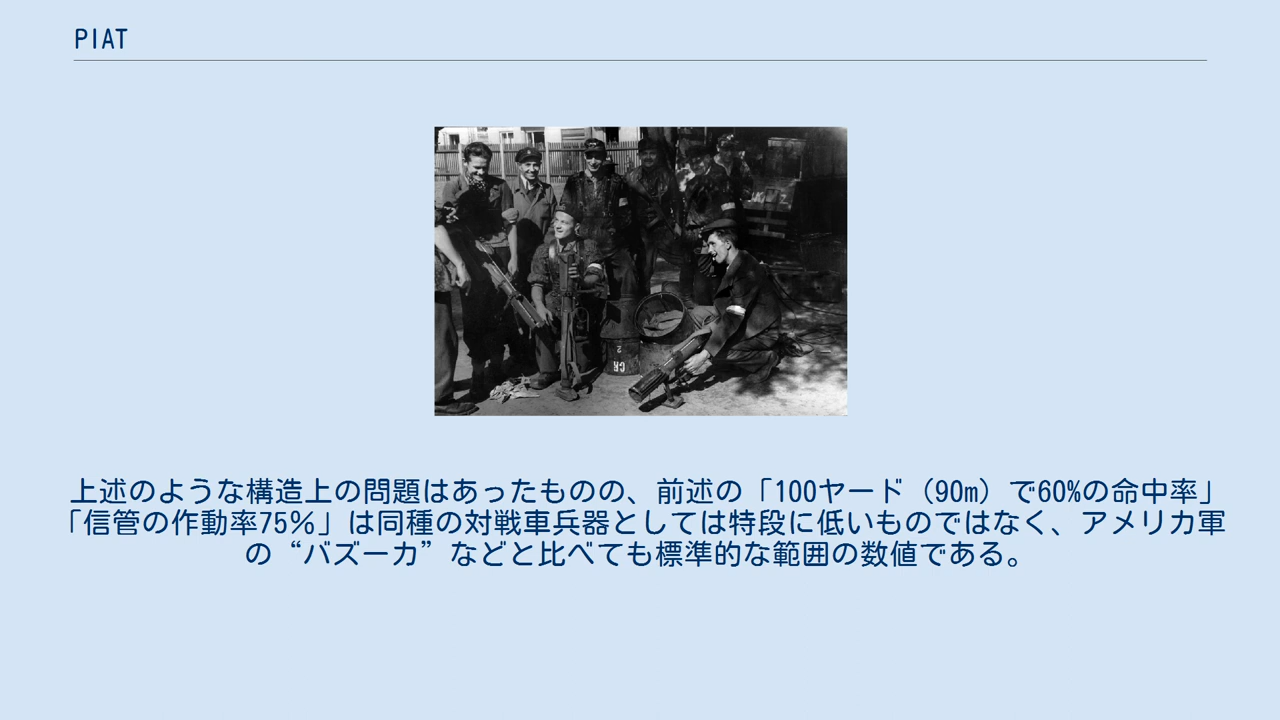 PIAT
上述のような構造上の問題はあったものの、前述の「100ヤード（90m）で60%の命中率」
「信管の作動率75％」は同種の対戦車兵器としては特段に低いものではなく、アメリカ軍
の“バズーカ”などと比べても標準的な範囲の数値である。